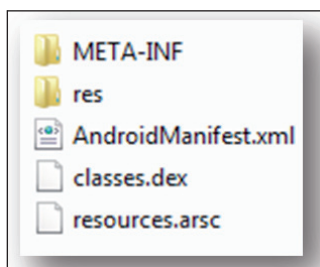 META-INF
res
AndroidManifest.xml
classes.dex
resources.arsc